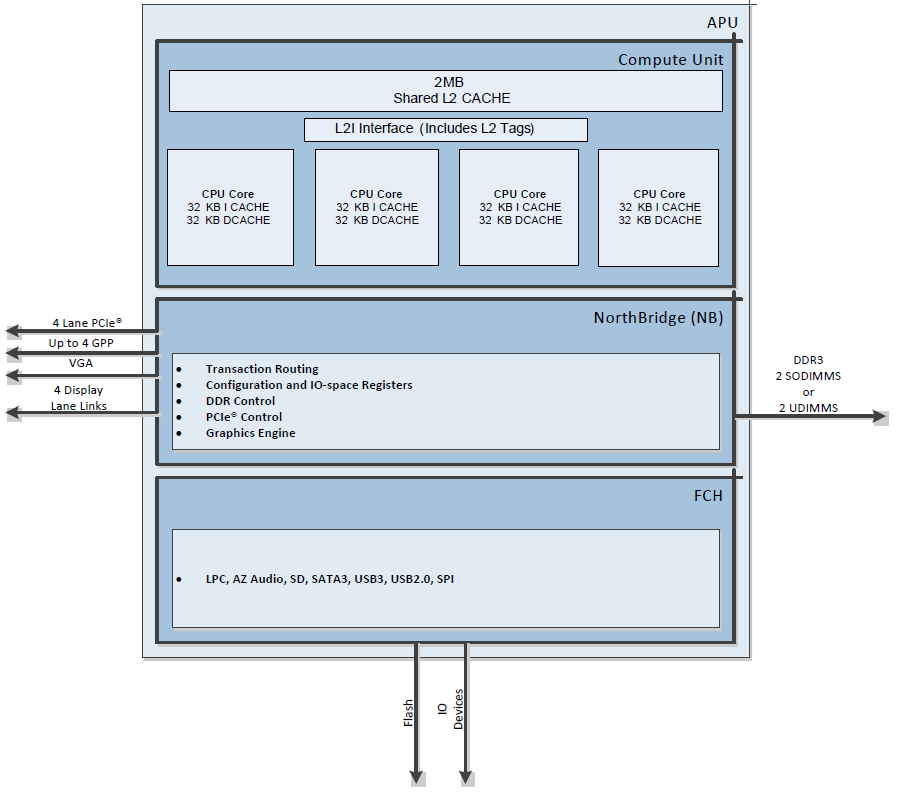 APU
Compute Unit
2MB
Shared L2 CACHE
L2I Interface (Includes L2 Tags)
CPU Core
32 KB I CACHE
32 KB DCACHE
CPU Core
32 KB I CACHE
32 KB DCACHE
CPU Core
32 KB I CACHE
32 KB DCACHE
CPU Core
32 KB I CACHE
32 KB DCACHE
NorthBridge (NB)
4 Lane PCIe®
Up to 4 GPP
VGA
4 Display
Lane Links
• Transaction Routing
• Configuration and IO-space Registers
• DDR Control
• PCIe® Control
• Graphics Engine
DDR3
2 SODIMMS
or
2 UDIMMS
FCH
• LPC, AZ Audio, SD, SATA3, USB3, USB2.0, SPI
Flash
IO
Devices